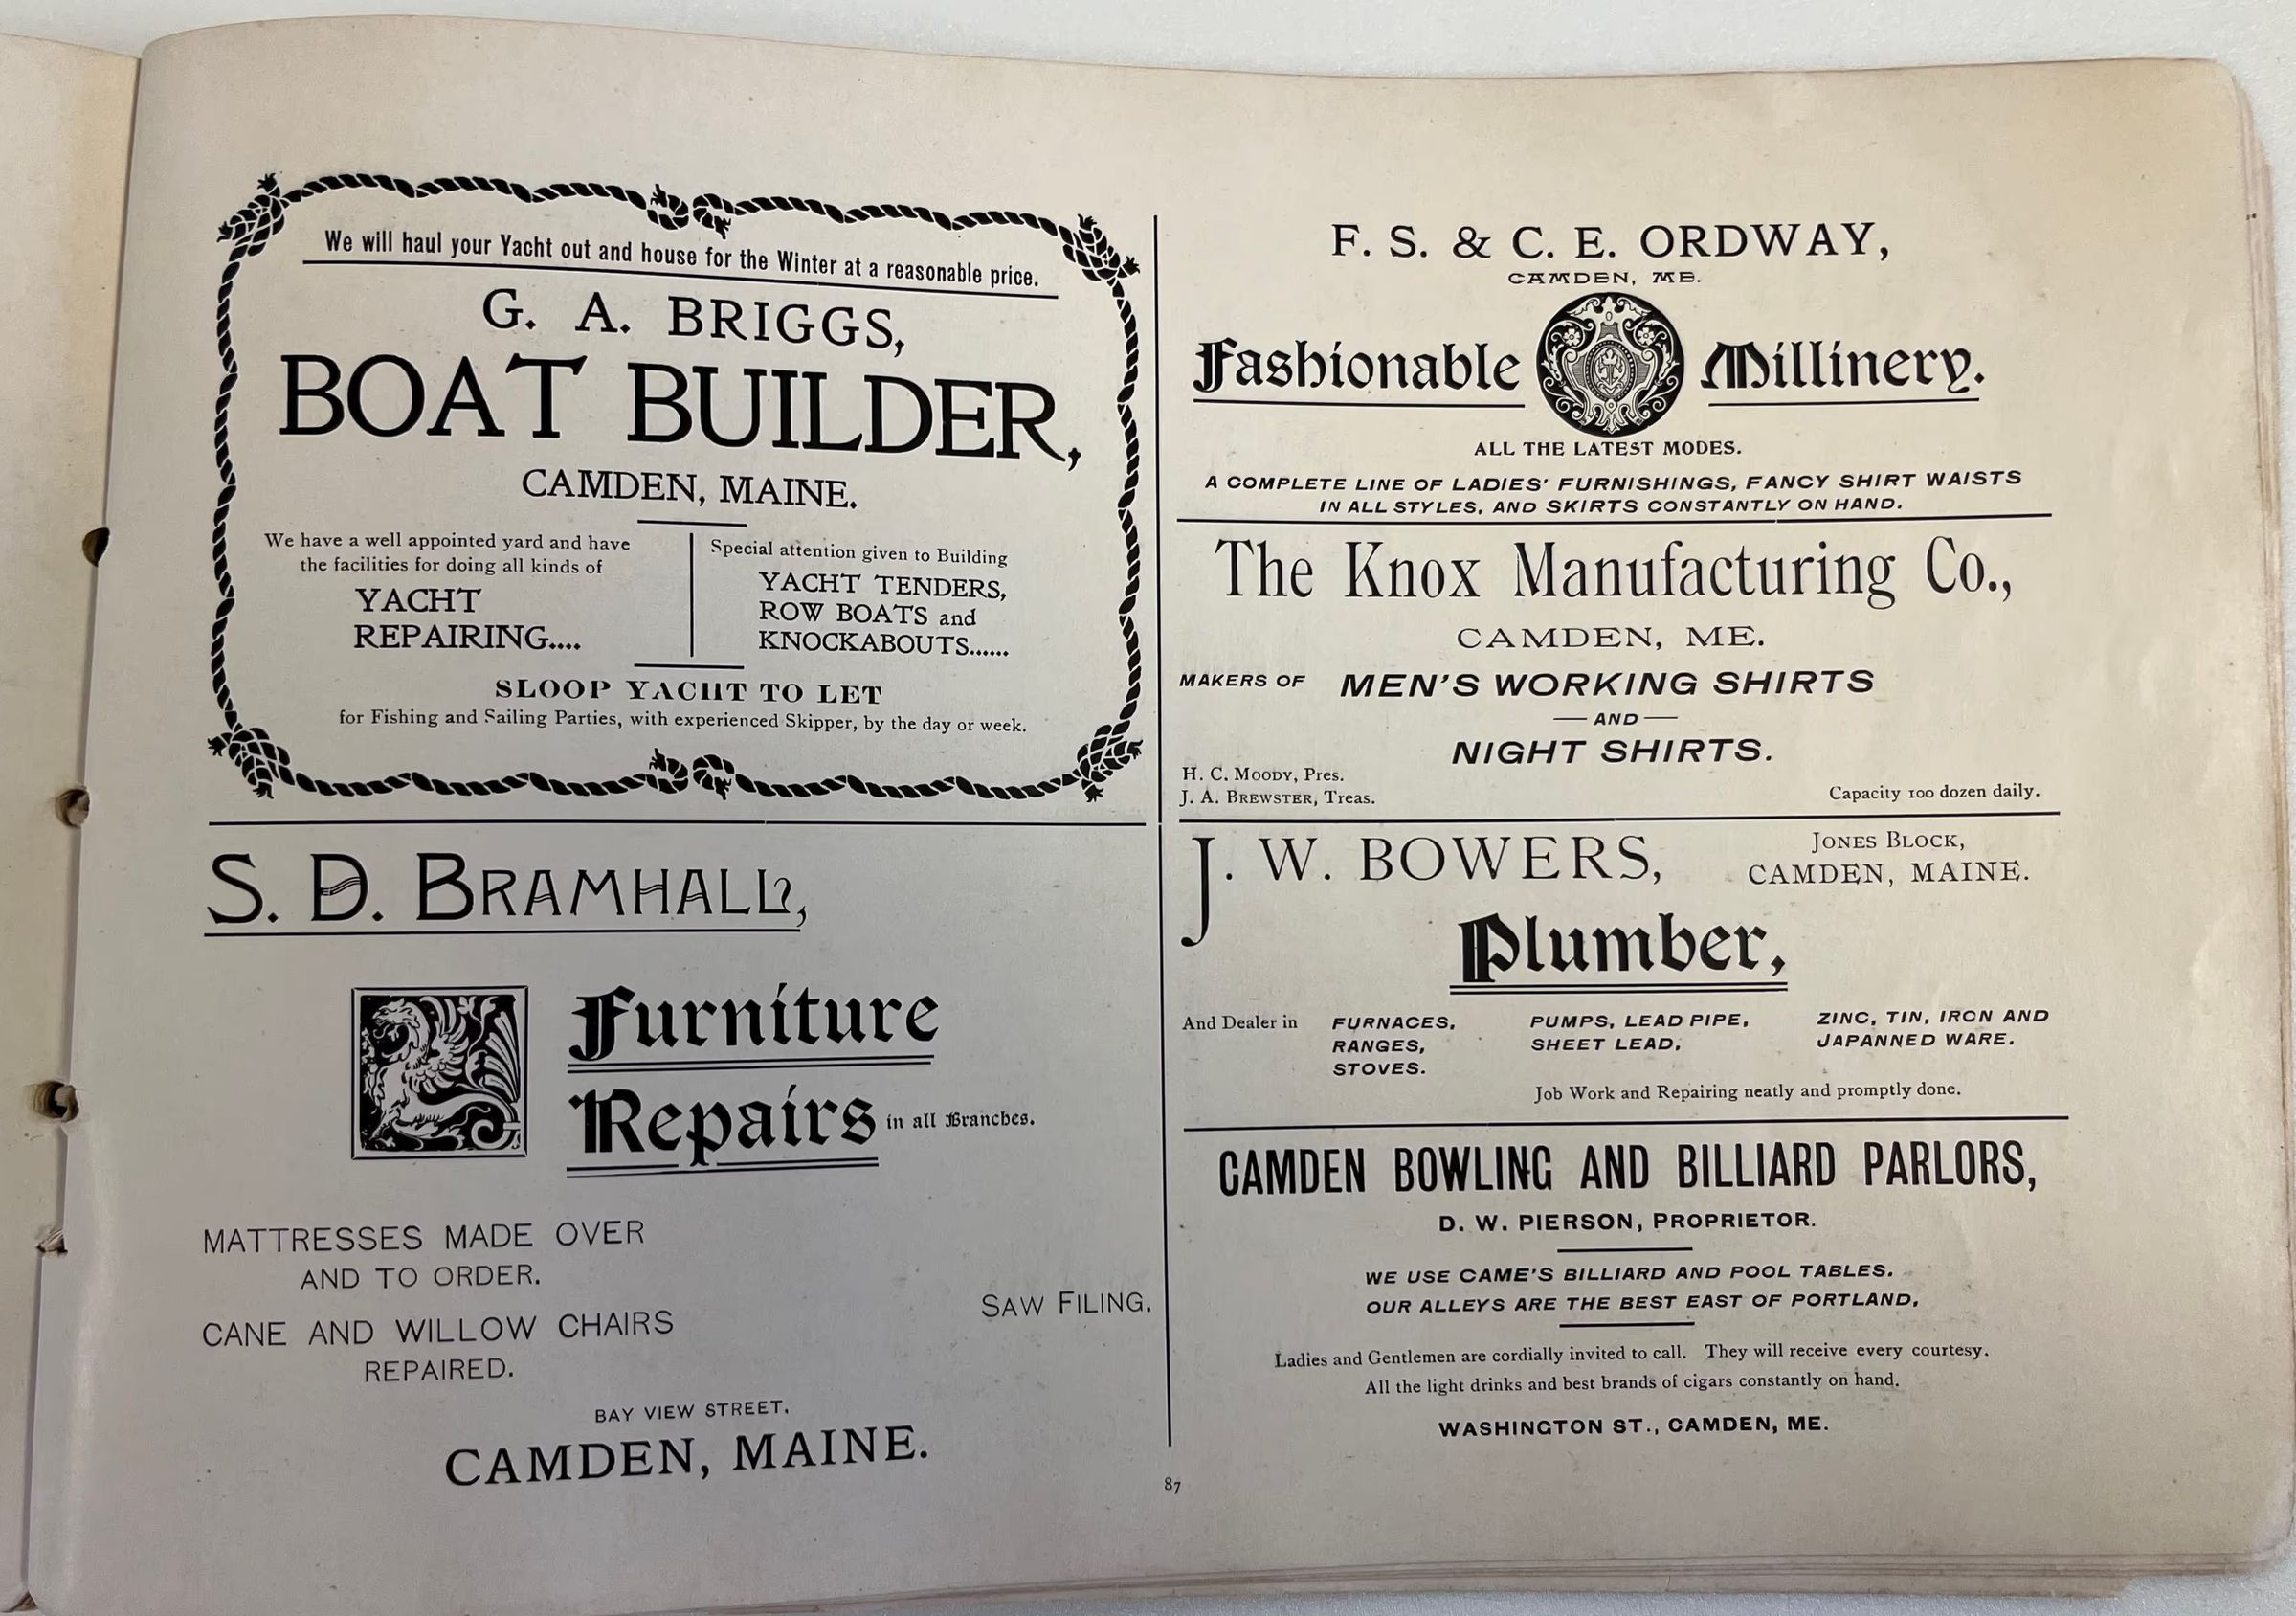 We will haul your Yacht out and house for the Winter at a reasonable price.
G. A. BRIGGS,
BOAT BUILDER,
CAMDEN, MAINE.
We have a well appointed yard and have
the facilities for doing all kinds of
YACHT
REPAIRING....
Special attention given to Building
YACHT TENDERS,
ROW BOATS and
KNOCKABOUTS......
SLOOP YACHT TO LET
for Fishing and Sailing Parties, with experienced Skipper, by the day or week.
S. D. BRAMHALL,
Furniture
Repairs in all Branches.
MATTRESSES MADE OVER
AND TO ORDER.
CANE AND WILLOW CHAIRS
REPAIRED.
SAW FILING.
BAY VIEW STREET.
CAMDEN, MAINE.
F. S. & C. E. ORDWAY,
CAMDEN, ME.
Fashionable Millinery.
ALL THE LATEST MODES.
A COMPLETE LINE OF LADIES' FURNISHINGS, FANCY SHIRT WAISTS
IN ALL STYLES, AND SKIRTS CONSTANTLY ON HAND.
The Knox Manufacturing Co.,
CAMDEN, ME.
MAKERS OF MEN'S WORKING SHIRTS
AND
NIGHT SHIRTS.
H. C. MOODY, Pres.
J. A. BREWSTER, Treas.
Capacity 100 dozen daily.
J. W. BOWERS,
JONES BLOCK,
CAMDEN, MAINE.
Plumber,
And Dealer in
FURNACES,
RANGES,
STOVES.
PUMPS, LEAD PIPE,
SHEET LEAD,
ZINC, TIN, IRON AND
JAPANNED WARE.
Job Work and Repairing neatly and promptly done.
CAMDEN BOWLING AND BILLIARD PARLORS,
D. W. PIERSON, PROPRIETOR.
WE USE CAME'S BILLIARD AND POOL TABLES.
OUR ALLEYS ARE THE BEST EAST OF PORTLAND,
Ladies and Gentlemen are cordially invited to call. They will receive every courtesy.
All the light drinks and best brands of cigars constantly on hand.
WASHINGTON ST., CAMDEN, ME.
87